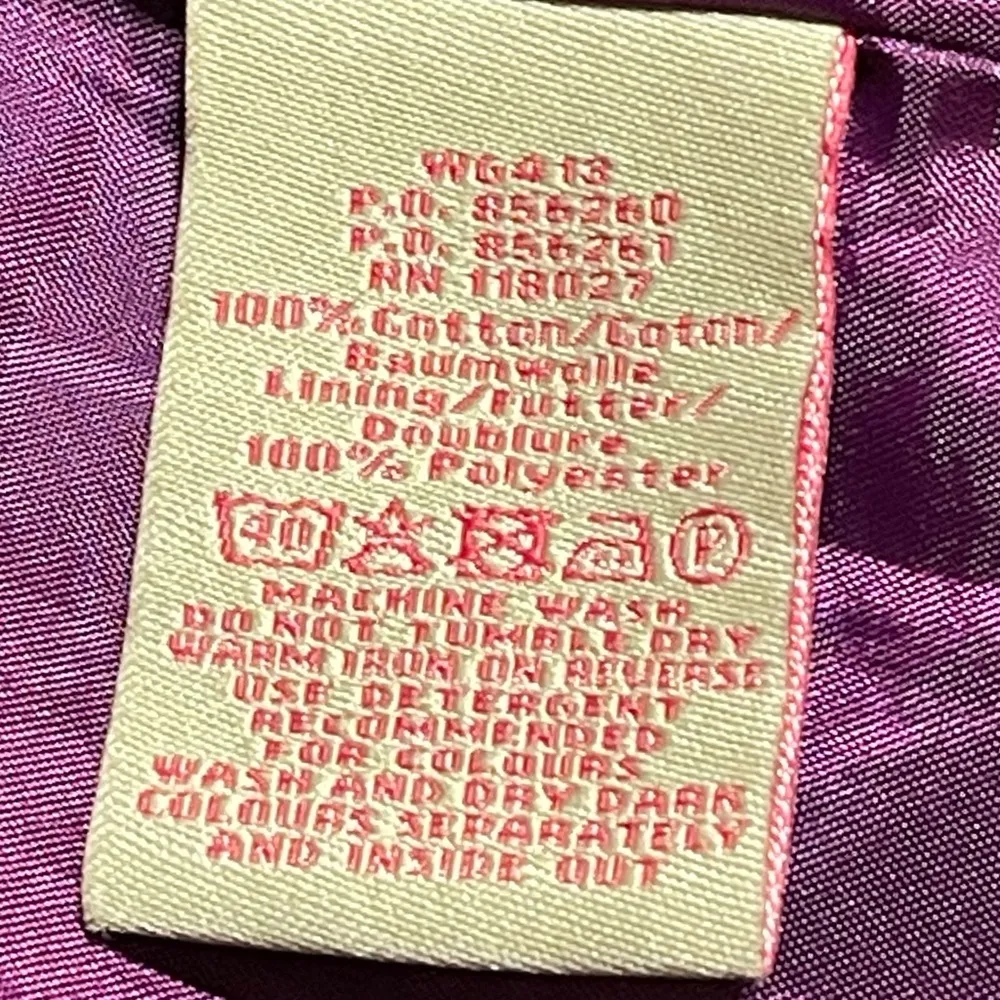 WG413
P.O. 856260
P.O. 856261
RN 118027
100% Cotton/Coton/
Baumwolle
Lining/Futter/
Doublure
100% Polyester
40 P
MACHINE WASH
DO NOT TUMBLE DRY
WARM IRON ON REVERSE
USE DETERGENT
RECOMMENDED
FOR COLOURS
WASH AND DRY DARK
COLOURS SEPARATELY
AND INSIDE OUT